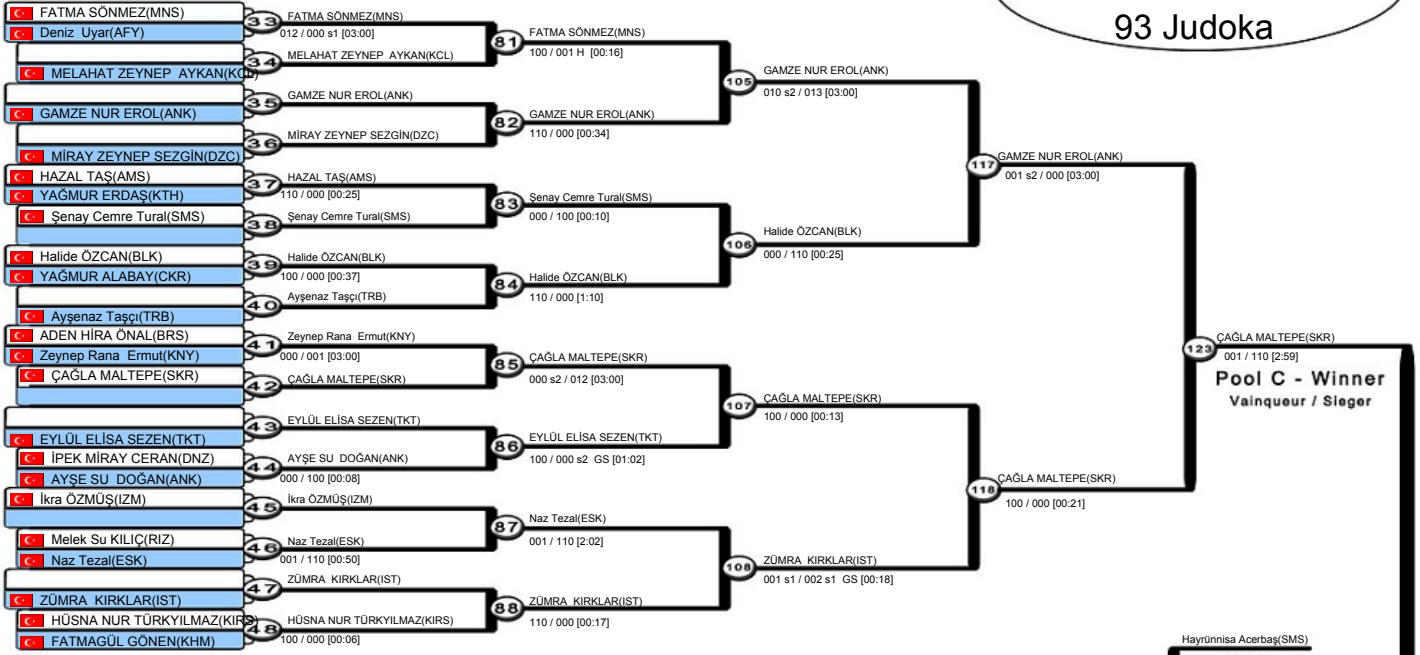 93 Judoka
FATMA SÖNMEZ(MNS)
Deniz Uyar(AFY)
MELAHAT ZEYNEP AYKAN(KCL)
GAMZE NUR EROL(ANK)
MİRAY ZEYNEP SEZGİN(DZC)
HAZAL TAŞ(AMS)
YAĞMUR ERDAŞ(KTH)
Şenay Cemre Tural(SMS)
Halide ÖZCAN(BLK)
YAĞMUR ALABAY(CKR)
Ayşenaz Taşçı(TRB)
ADEN HİRA ÖNAL(BRS)
Zeynep Rana Ermut(KNY)
ÇAĞLA MALTEPE(SKR)
EYLÜL ELİSA SEZEN(TKT)
İPEK MİRAY CERAN(DNZ)
AYŞE SU DOĞAN(ANK)
İkra ÖZMÜŞ(IZM)
Melek Su KILIÇ(RIZ)
Naz Tezal(ESK)
ZÜMRA KIRKLAR(IST)
HÜSNA NUR TÜRKYILMAZ(KIRS)
FATMAGÜL GÖNEN(KHM)
33 FATMA SÖNMEZ(MNS)
012 / 000 s1 [03:00]
34 MELAHAT ZEYNEP AYKAN(KCL)
35 GAMZE NUR EROL(ANK)
36 MİRAY ZEYNEP SEZGİN(DZC)
37 HAZAL TAŞ(AMS)
110 / 000 [00:25]
38 Şenay Cemre Tural(SMS)
39 Halide ÖZCAN(BLK)
100 / 000 [00:37]
40 Ayşenaz Taşçı(TRB)
41 Zeynep Rana Ermut(KNY)
000 / 001 [03:00]
42 ÇAĞLA MALTEPE(SKR)
43 EYLÜL ELİSA SEZEN(TKT)
44 AYŞE SU DOĞAN(ANK)
000 / 100 [00:08]
45 İkra ÖZMÜŞ(IZM)
46 Naz Tezal(ESK)
001 / 110 [00:50]
47 ZÜMRA KIRKLAR(IST)
48 HÜSNA NUR TÜRKYILMAZ(KIRS)
100 / 000 [00:06]
81 FATMA SÖNMEZ(MNS)
100 / 001 H [00:16]
82 GAMZE NUR EROL(ANK)
110 / 000 [00:34]
83 Şenay Cemre Tural(SMS)
000 / 100 [00:10]
84 Halide ÖZCAN(BLK)
110 / 000 [1:10]
85 ÇAĞLA MALTEPE(SKR)
000 s2 / 012 [03:00]
86 EYLÜL ELİSA SEZEN(TKT)
100 / 000 s2 GS [01:02]
87 Naz Tezal(ESK)
001 / 110 [2:02]
88 ZÜMRA KIRKLAR(IST)
110 / 000 [00:17]
105 GAMZE NUR EROL(ANK)
010 s2 / 013 [03:00]
106 Halide ÖZCAN(BLK)
000 / 110 [00:25]
107 ÇAĞLA MALTEPE(SKR)
100 / 000 [00:13]
108 ZÜMRA KIRKLAR(IST)
001 s1 / 002 s1 GS [00:18]
117 GAMZE NUR EROL(ANK)
001 s2 / 000 [03:00]
118 ÇAĞLA MALTEPE(SKR)
100 / 000 [00:21]
123 ÇAĞLA MALTEPE(SKR)
001 / 110 [2:59]
Pool C - Winner
Vainqueur / Sieger
Hayrünnisa Acerbaş(SMS)